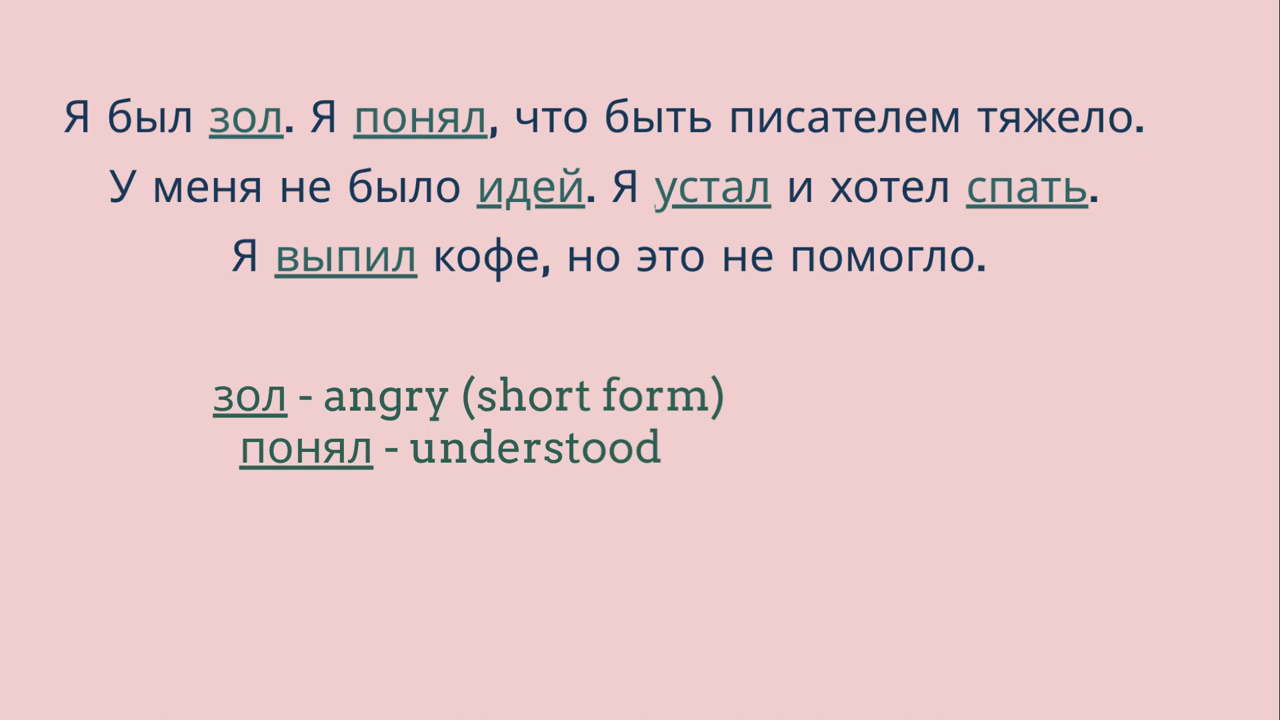 Я был зол. Я понял, что быть писателем тяжело.
У меня не было идей. Я устал и хотел спать.
Я выпил кофе, но это не помогло.
зол - angry (short form)
понял - understood